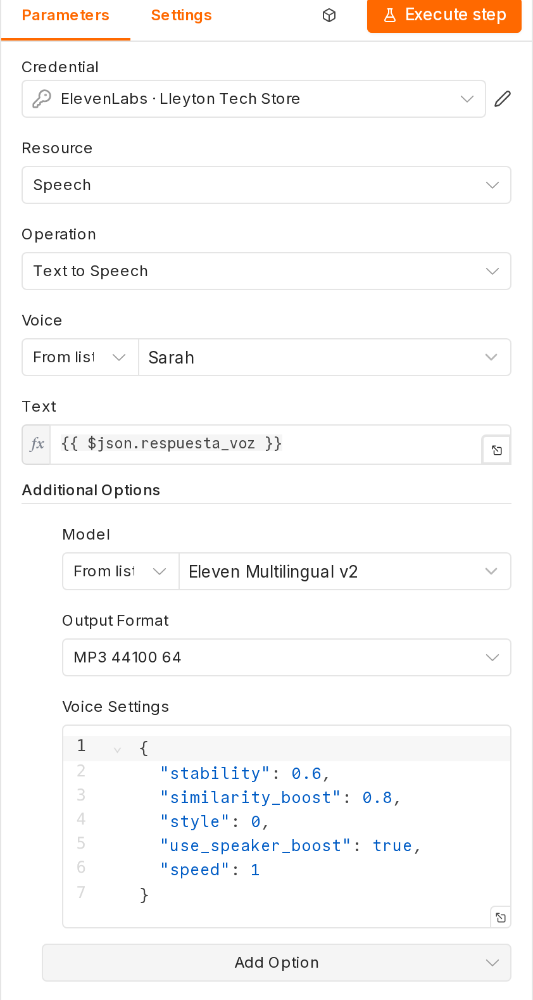 Parameters Settings Execute step
Credential
ElevenLabs · Lleyton Tech Store
Resource
Speech
Operation
Text to Speech
Voice
From list Sarah
Text
fx {{ $json.respuesta_voz }}
Additional Options
Model
From list Eleven Multilingual v2
Output Format
MP3 44100 64
Voice Settings
1 {
2 "stability": 0.6,
3 "similarity_boost": 0.8,
4 "style": 0,
5 "use_speaker_boost": true,
6 "speed": 1
7 }
Add Option